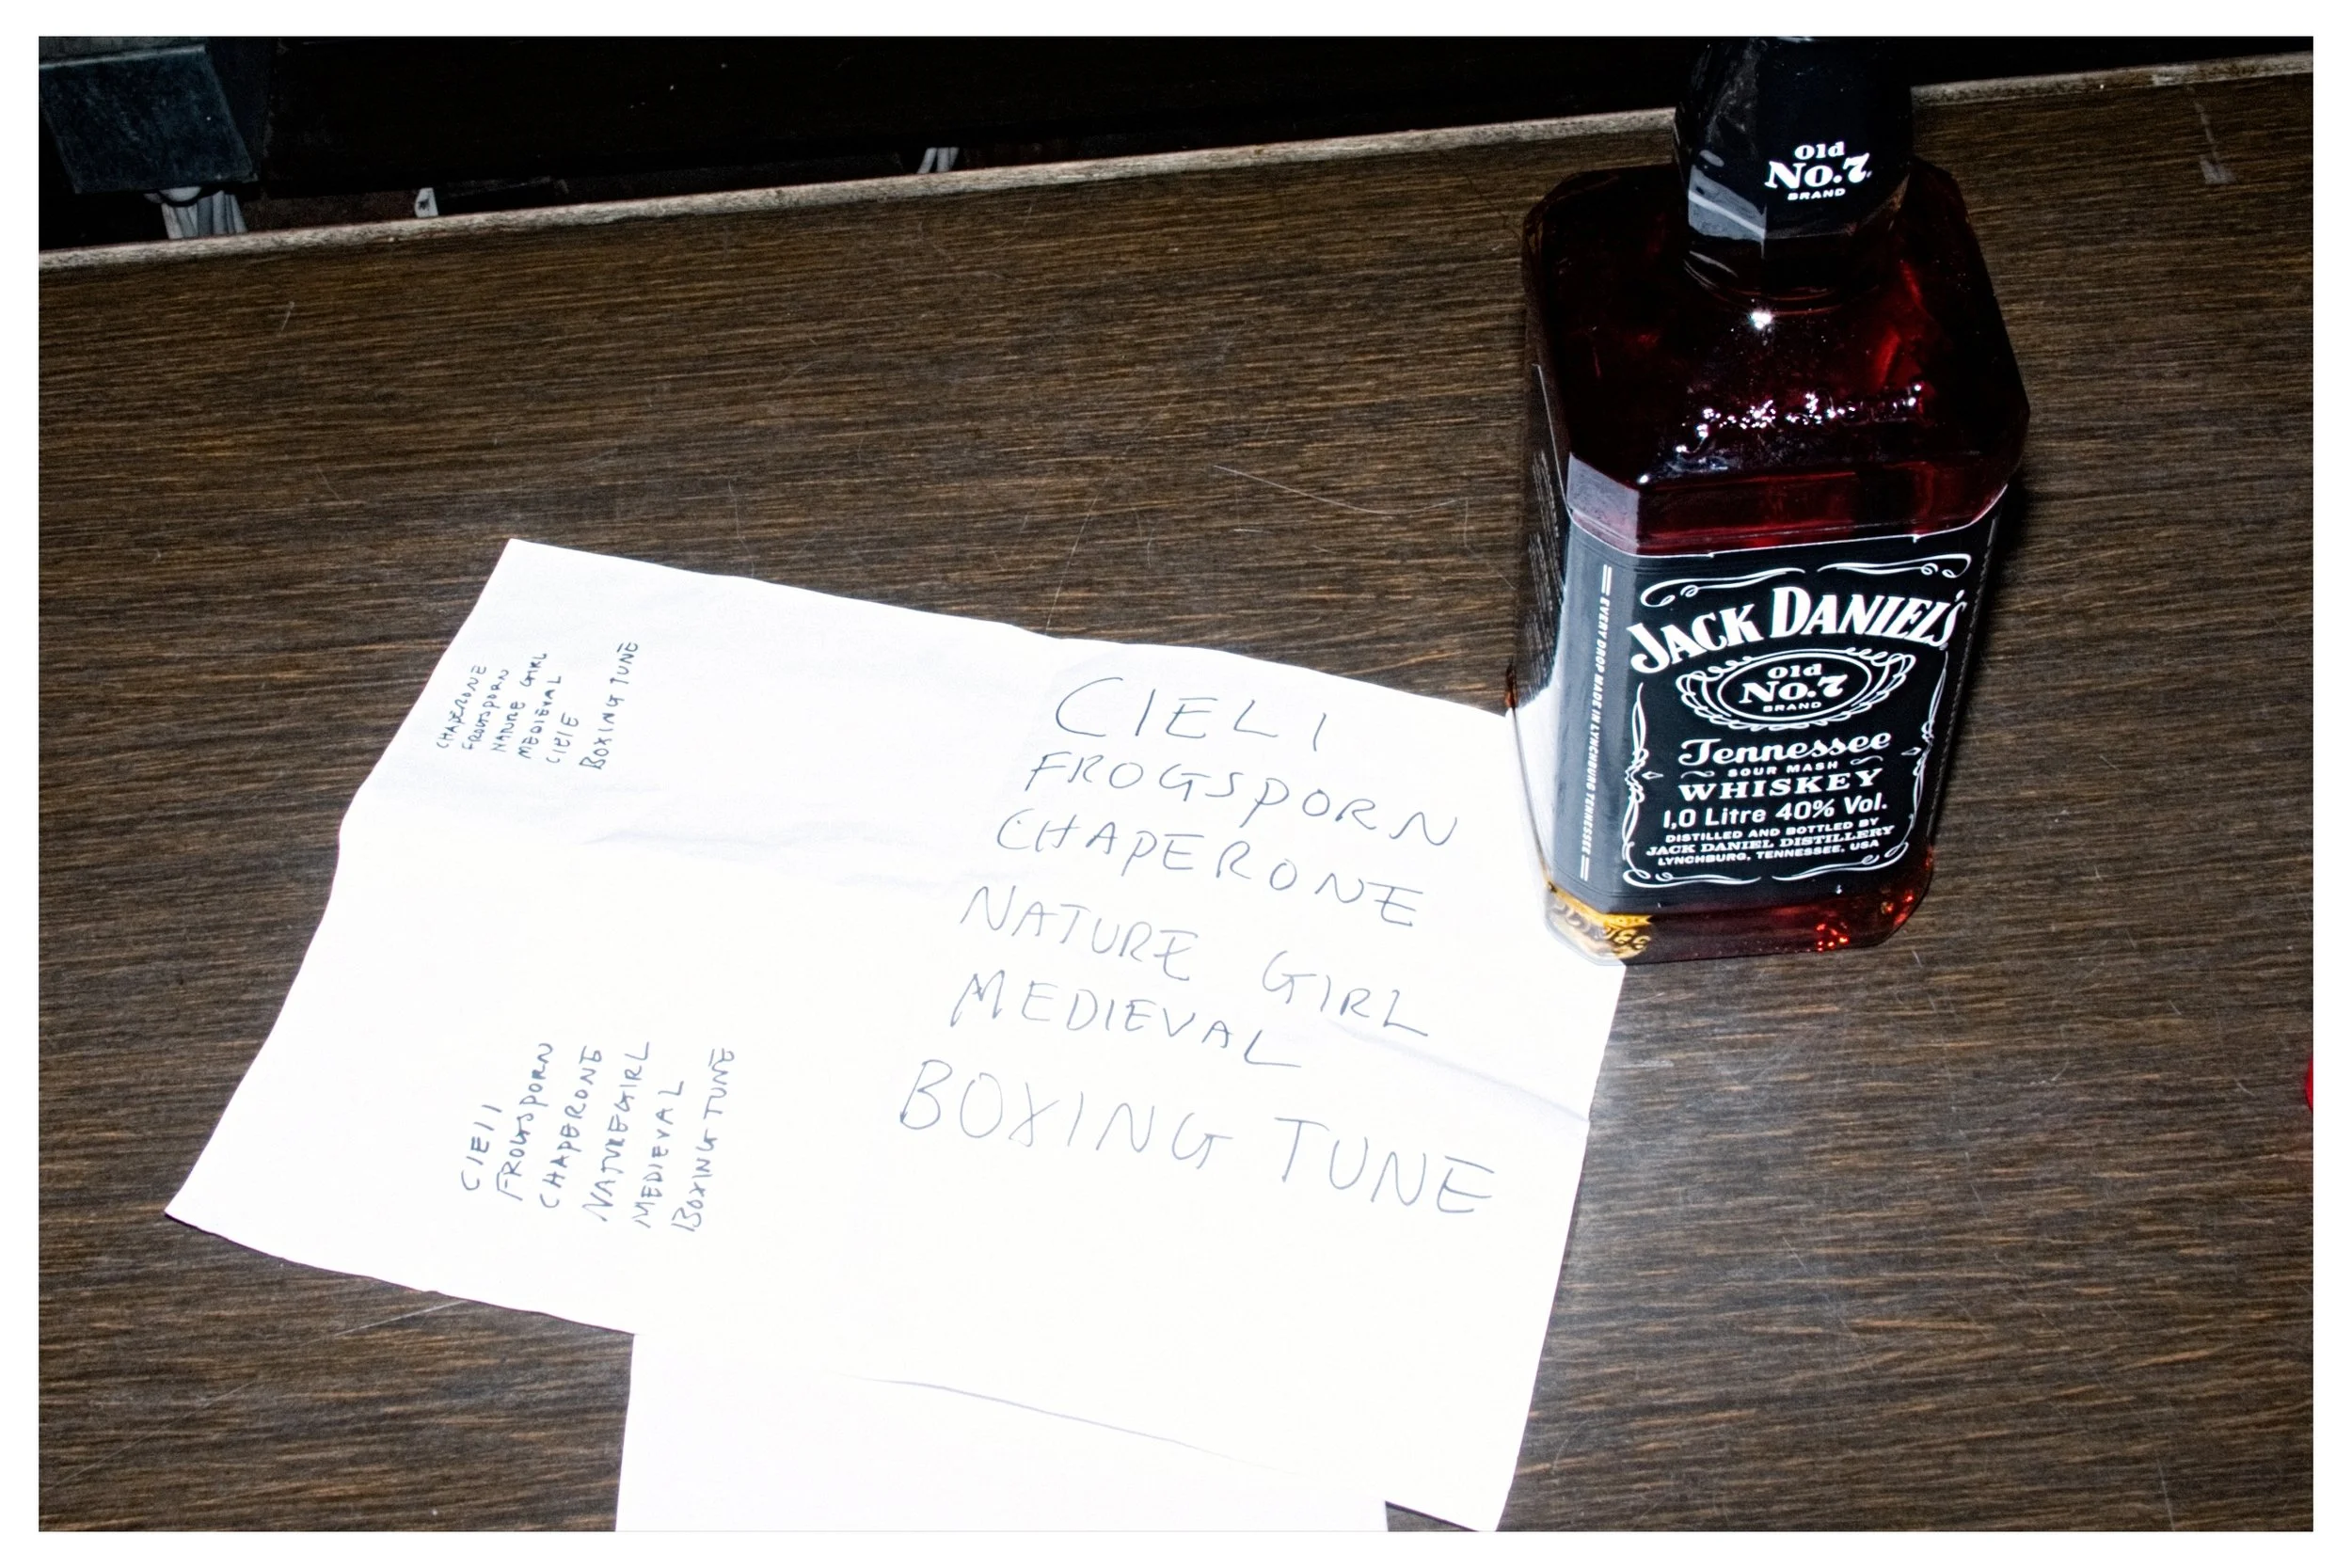 CHAPERONE
FROGSPORN
NATURE GIRL
MEDIEVAL
CIELE
BOXING TUNE
CIELI
FROGSPORN
CHAPERONE
NATURE GIRL
MEDIEVAL
BOXING TUNE
CIELI
FROGSPORN
CHAPERONE
NATUREGIRL
MEDIEVAL
BOXING TUNE
Old
No.7
BRAND
JACK DANIEL'S
Old
No.7
BRAND
Tennessee
SOUR MASH
WHISKEY
1,0 Litre 40% Vol.
DISTILLED AND BOTTLED BY
JACK DANIEL DISTILLERY
LYNCHBURG, TENNESSEE, USA
EVERY DROP MADE IN LYNCHBURG TENNESSEE